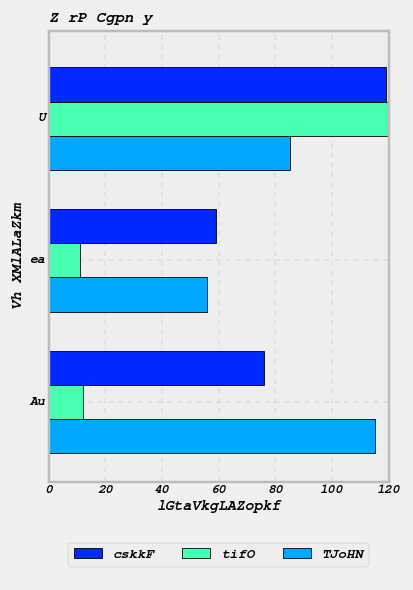 Z rP Cgpn y
U
ea
Au
Vh XMlALaZkm
0 20 40 60 80 100 120
lGtaVkgLAZopkf
cskkF tifO TJoHN